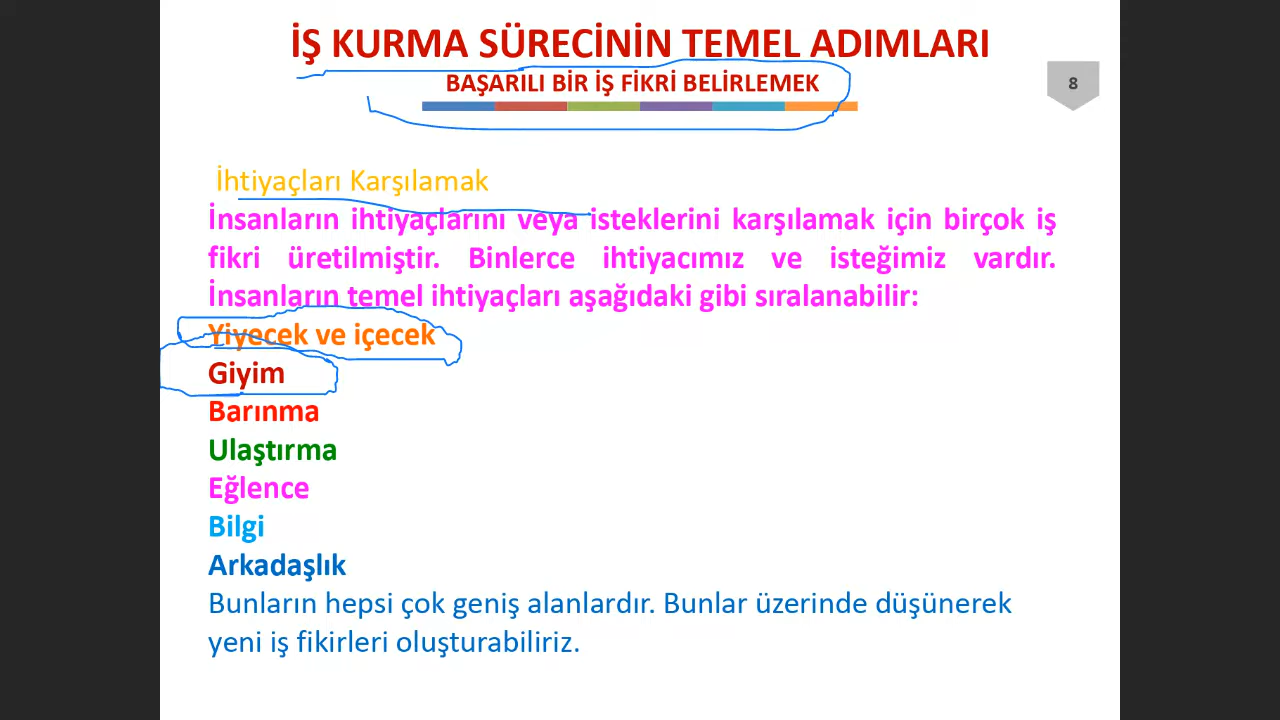 İŞ KURMA SÜRECİNİN TEMEL ADIMLARI
BAŞARILI BİR İŞ FİKRİ BELİRLEMEK
8
İhtiyaçları Karşılamak
İnsanların ihtiyaçlarını veya isteklerini karşılamak için birçok iş
fikri üretilmiştir. Binlerce ihtiyacımız ve isteğimiz vardır.
İnsanların temel ihtiyaçları aşağıdaki gibi sıralanabilir:
Yiyecek ve içecek
Giyim
Barınma
Ulaştırma
Eğlence
Bilgi
Arkadaşlık
Bunların hepsi çok geniş alanlardır. Bunlar üzerinde düşünerek
yeni iş fikirleri oluşturabiliriz.